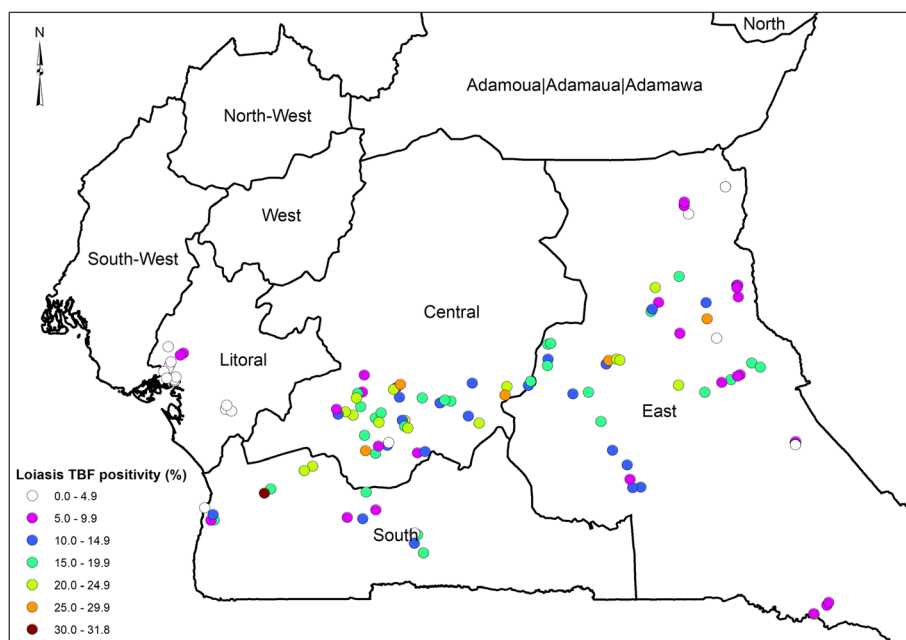 N
North
Adamoua|Adamaua|Adamawa
North-West
West
South-West
Central
Litoral
East
South
Loiasis TBF positivity (%)
0.0 - 4.9
5.0 - 9.9
10.0 - 14.9
15.0 - 19.9
20.0 - 24.9
25.0 - 29.9
30.0 - 31.8